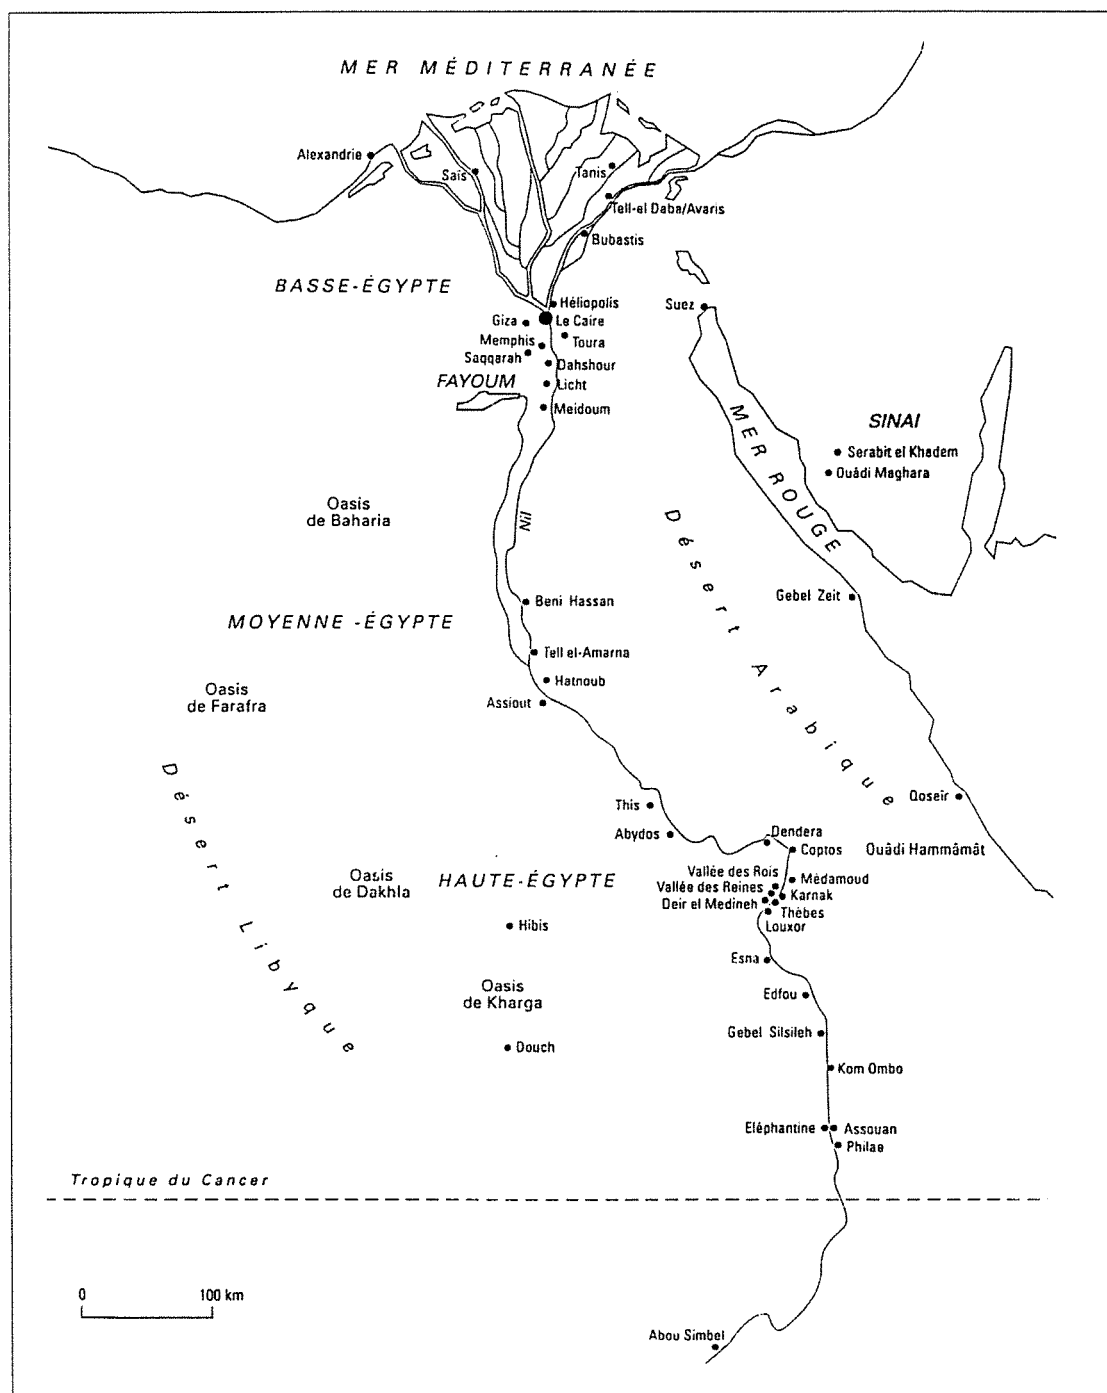 MER MÉDITERRANÉE
Alexandrie
Saïs
Tanis
Tell-el Daba/Avaris
Bubastis
BASSE-ÉGYPTE
Héliopolis
Suez
Giza
Le Caire
Memphis
Toura
Saqqarah
Dahshour
FAYOUM
Licht
Meidoum
MER ROUGE
SINAI
Serabit el Khadem
Ouâdi Maghara
Oasis
de Baharia
Nil
Désert Arabique
Beni Hassan
Gebel Zeit
MOYENNE-ÉGYPTE
Tell el-Amarna
Hatnoub
Oasis
de Farafra
Assiout
Désert Libyque
This
Qoseïr
Abydos
Dendera
Coptos
Ouâdi Hammâmât
Oasis
de Dakhla
HAUTE-ÉGYPTE
Vallée des Rois
Médamoud
Vallée des Reines
Karnak
Deir el Medineh
Thèbes
Louxor
Hibis
Esna
Oasis
de Kharga
Edfou
Gebel Silsileh
Douch
Kom Ombo
Eléphantine
Assouan
Philae
Tropique du Cancer
0 100 km
Abou Simbel